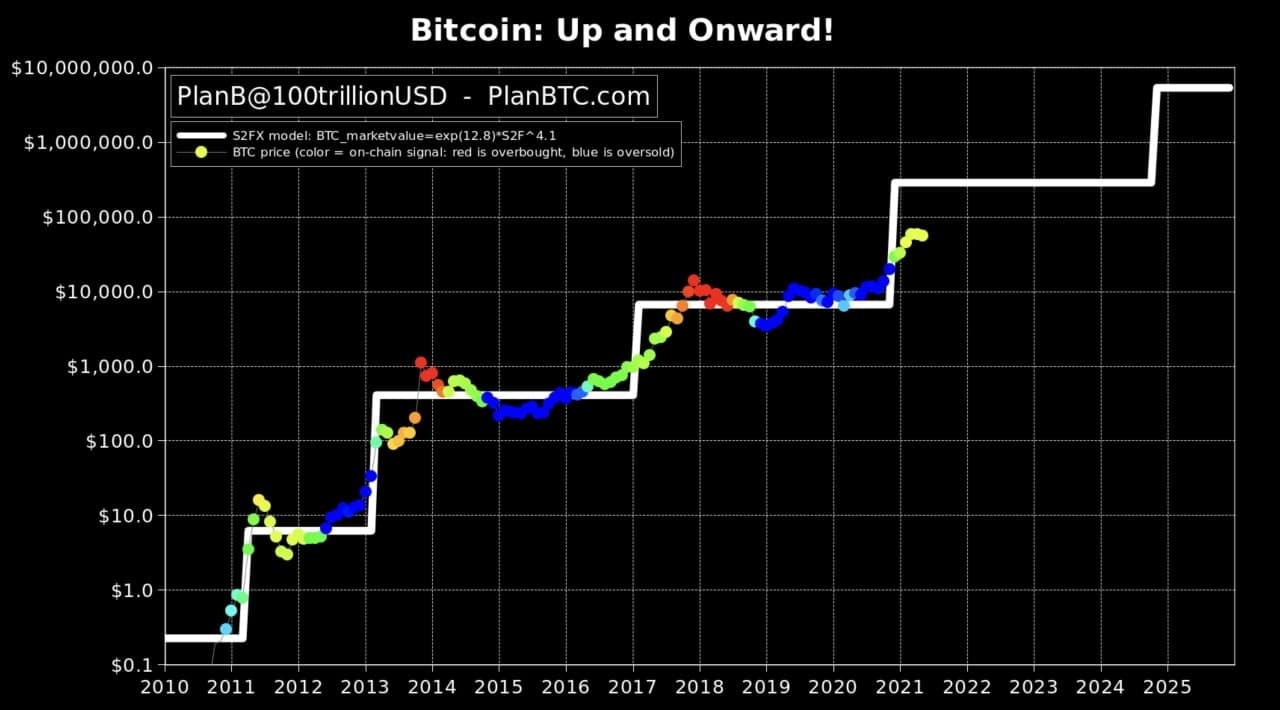 Bitcoin: Up and Onward!
$10,000,000.0
PlanB@100trillionUSD - PlanBTC.com
S2FX model: BTC_marketvalue=exp(12.8)*S2F^4.1
BTC price (color = on-chain signal: red is overbought, blue is oversold)
$1,000,000.0
$100,000.0
$10,000.0
$1,000.0
$100.0
$10.0
$1.0
$0.1
2010 2011 2012 2013 2014 2015 2016 2017 2018 2019 2020 2021 2022 2023 2024 2025